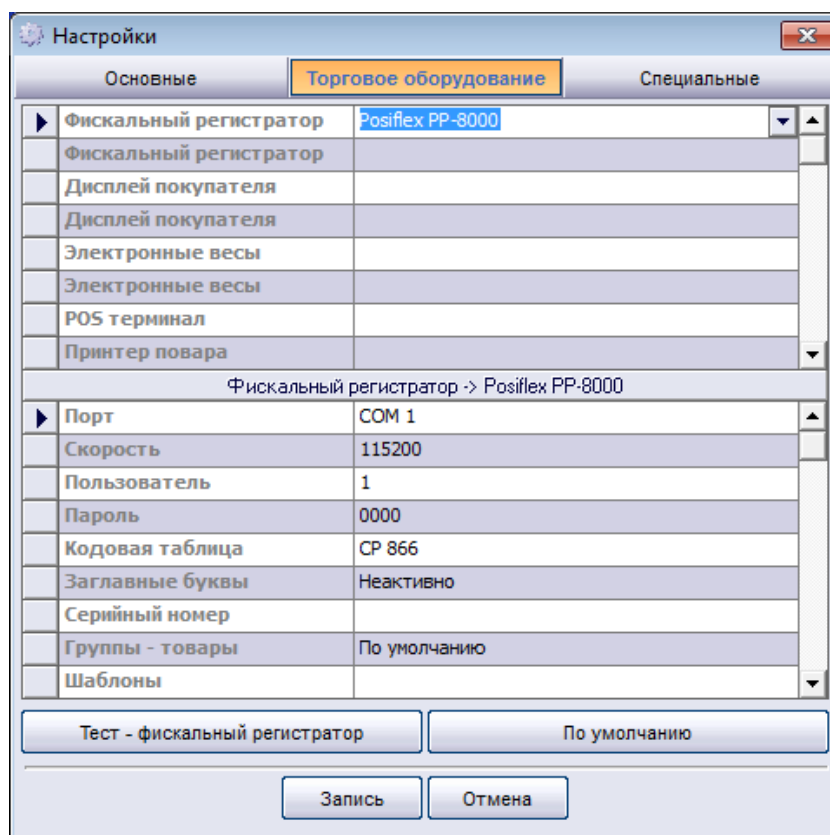 Настройки
Основные Торговое оборудование Специальные
Фискальный регистратор Posiflex PP-8000
Фискальный регистратор
Дисплей покупателя
Дисплей покупателя
Электронные весы
Электронные весы
POS терминал
Принтер повара
Фискальный регистратор -> Posiflex PP-8000
Порт COM 1
Скорость 115200
Пользователь 1
Пароль 0000
Кодовая таблица CP 866
Заглавные буквы Неактивно
Серийный номер
Группы - товары По умолчанию
Шаблоны
Тест - фискальный регистратор По умолчанию
Запись Отмена